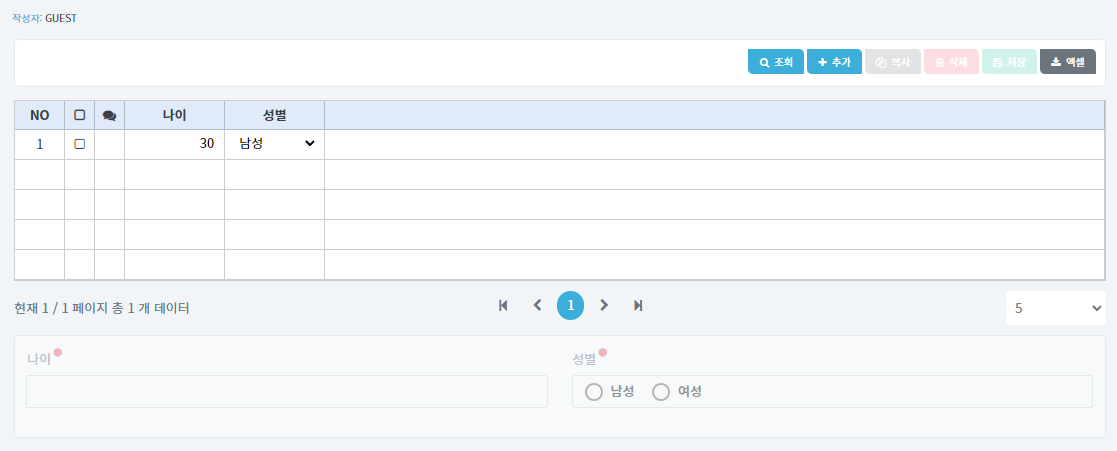 작성자: GUEST
조회 추가 복사 삭제 저장 엑셀
NO 나이 성별
1 30 남성
현재 1 / 1 페이지 총 1 개 데이터 1 5
나이 성별
남성 여성